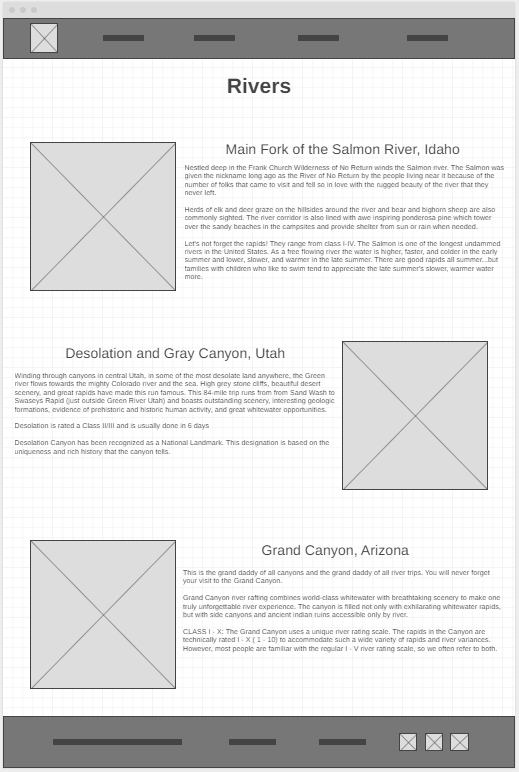 Rivers
Main Fork of the Salmon River, Idaho
Nestled deep in the Frank Church Wilderness of No Return winds the Salmon river. The Salmon was
given the nickname long ago as the River of No Return by the people living near it because of the
number of folks that came to visit and fell so in love with the rugged beauty of the river that they
never left.
Herds of elk and deer graze on the hillsides around the river and bear and bighorn sheep are also
commonly sighted. The river corridor is also lined with awe inspiring ponderosa pine which tower
over the sandy beaches in the campsites and provide shelter from sun or rain when needed.
Let's not forget the rapids! They range from class I-IV. The Salmon is one of the longest undammed
rivers in the United States. As a free flowing river the water is higher, faster, and colder in the early
summer and lower, slower, and warmer in the late summer. There are good rapids all summer...but
families with children who like to swim tend to appreciate the late summer's slower, warmer water
more.
Desolation and Gray Canyon, Utah
Winding through canyons in central Utah, in some of the most desolate land anywhere, the Green
river flows towards the mighty Colorado river and the sea. High grey stone cliffs, beautiful desert
scenery, and great rapids have made this run famous. This 84-mile trip runs from from Sand Wash to
Swaseys Rapid (just outside Green River Utah) and boasts outstanding scenery, interesting geologic
formations, evidence of prehistoric and historic human activity, and great whitewater opportunities.
Desolation is rated a Class II/III and is usually done in 6 days
Desolation Canyon has been recognized as a National Landmark. This designation is based on the
uniqueness and rich history that the canyon tells.
Grand Canyon, Arizona
This is the grand daddy of all canyons and the grand daddy of all river trips. You will never forget
your visit to the Grand Canyon.
Grand Canyon river rafting combines world-class whitewater with breathtaking scenery to make one
truly unforgettable river experience. The canyon is filled not only with exhilarating whitewater rapids,
but with side canyons and ancient indian ruins accessible only by river.
CLASS I - X: The Grand Canyon uses a unique river rating scale. The rapids in the Canyon are
technically rated I - X ( 1 - 10) to accommodate such a wide variety of rapids and river variances.
However, most people are familiar with the regular I - V river rating scale, so we often refer to both.